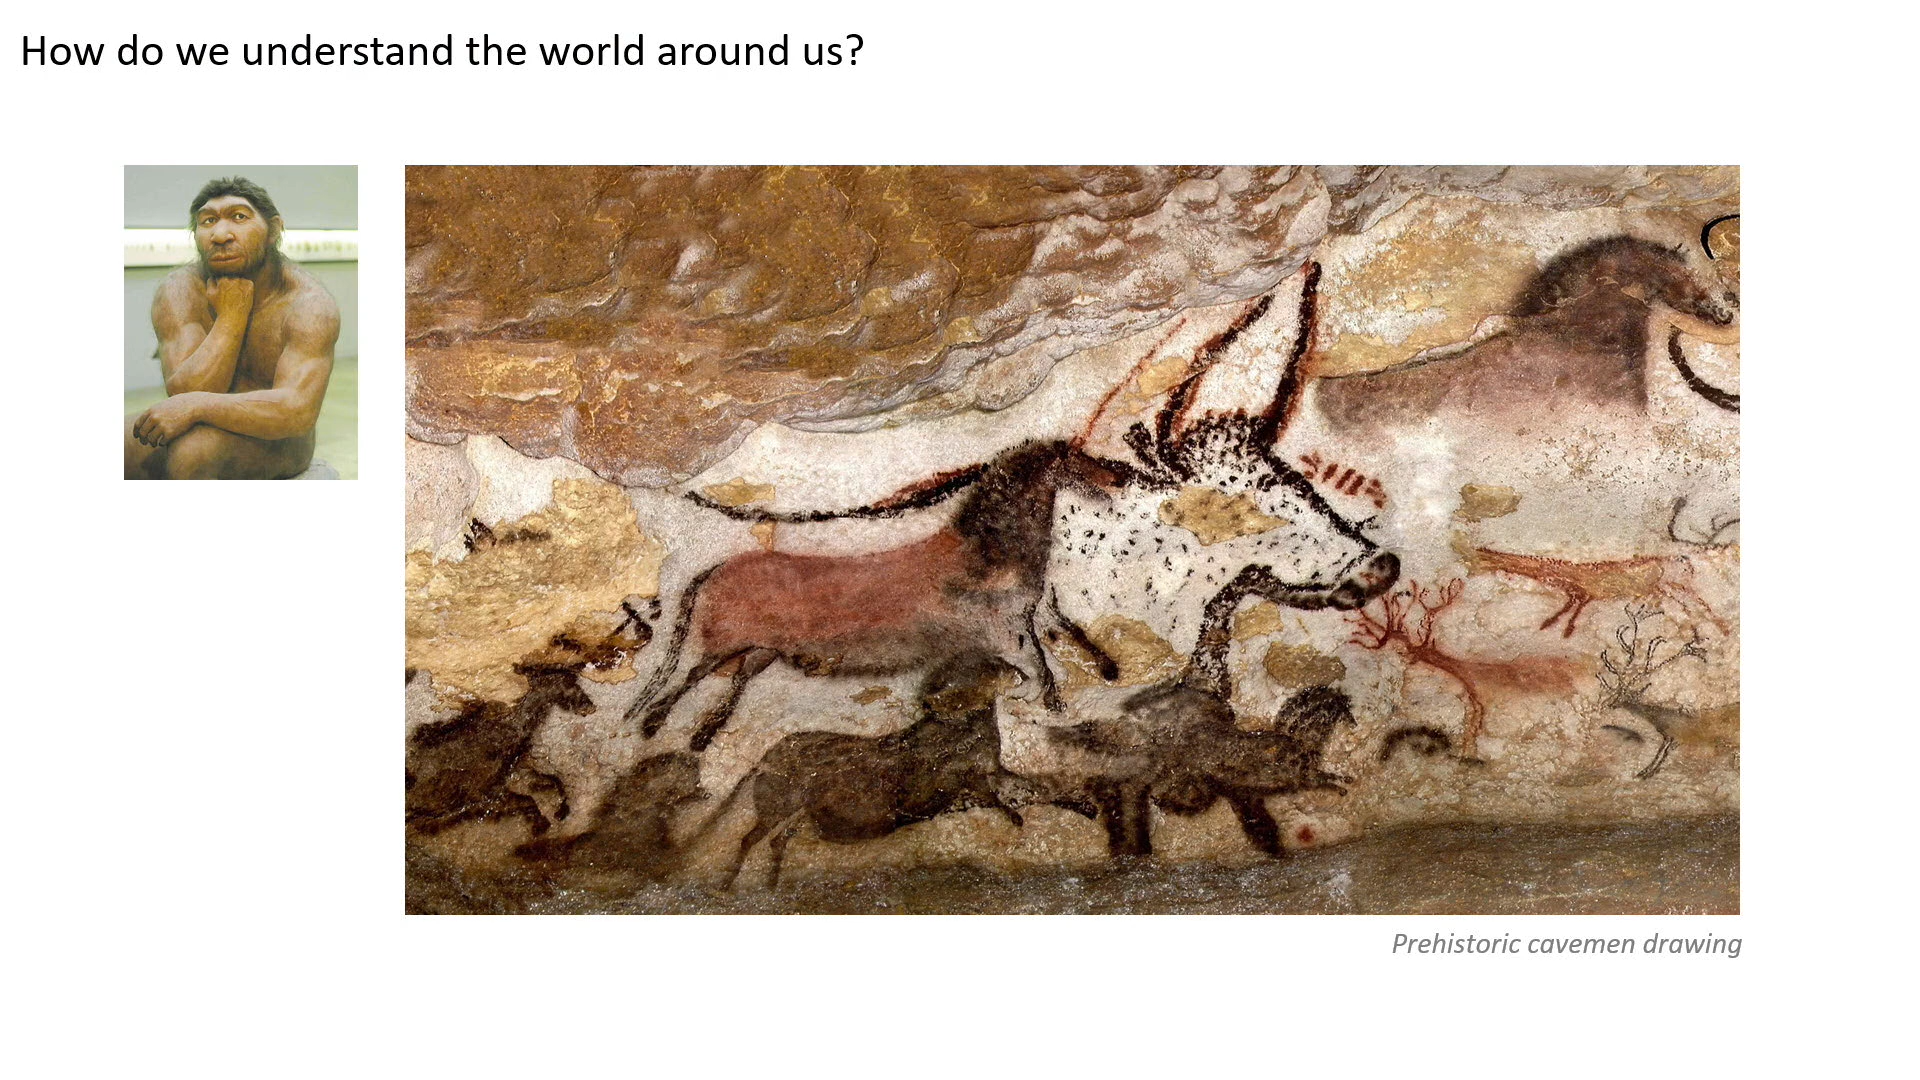 How do we understand the world around us?
Prehistoric cavemen drawing